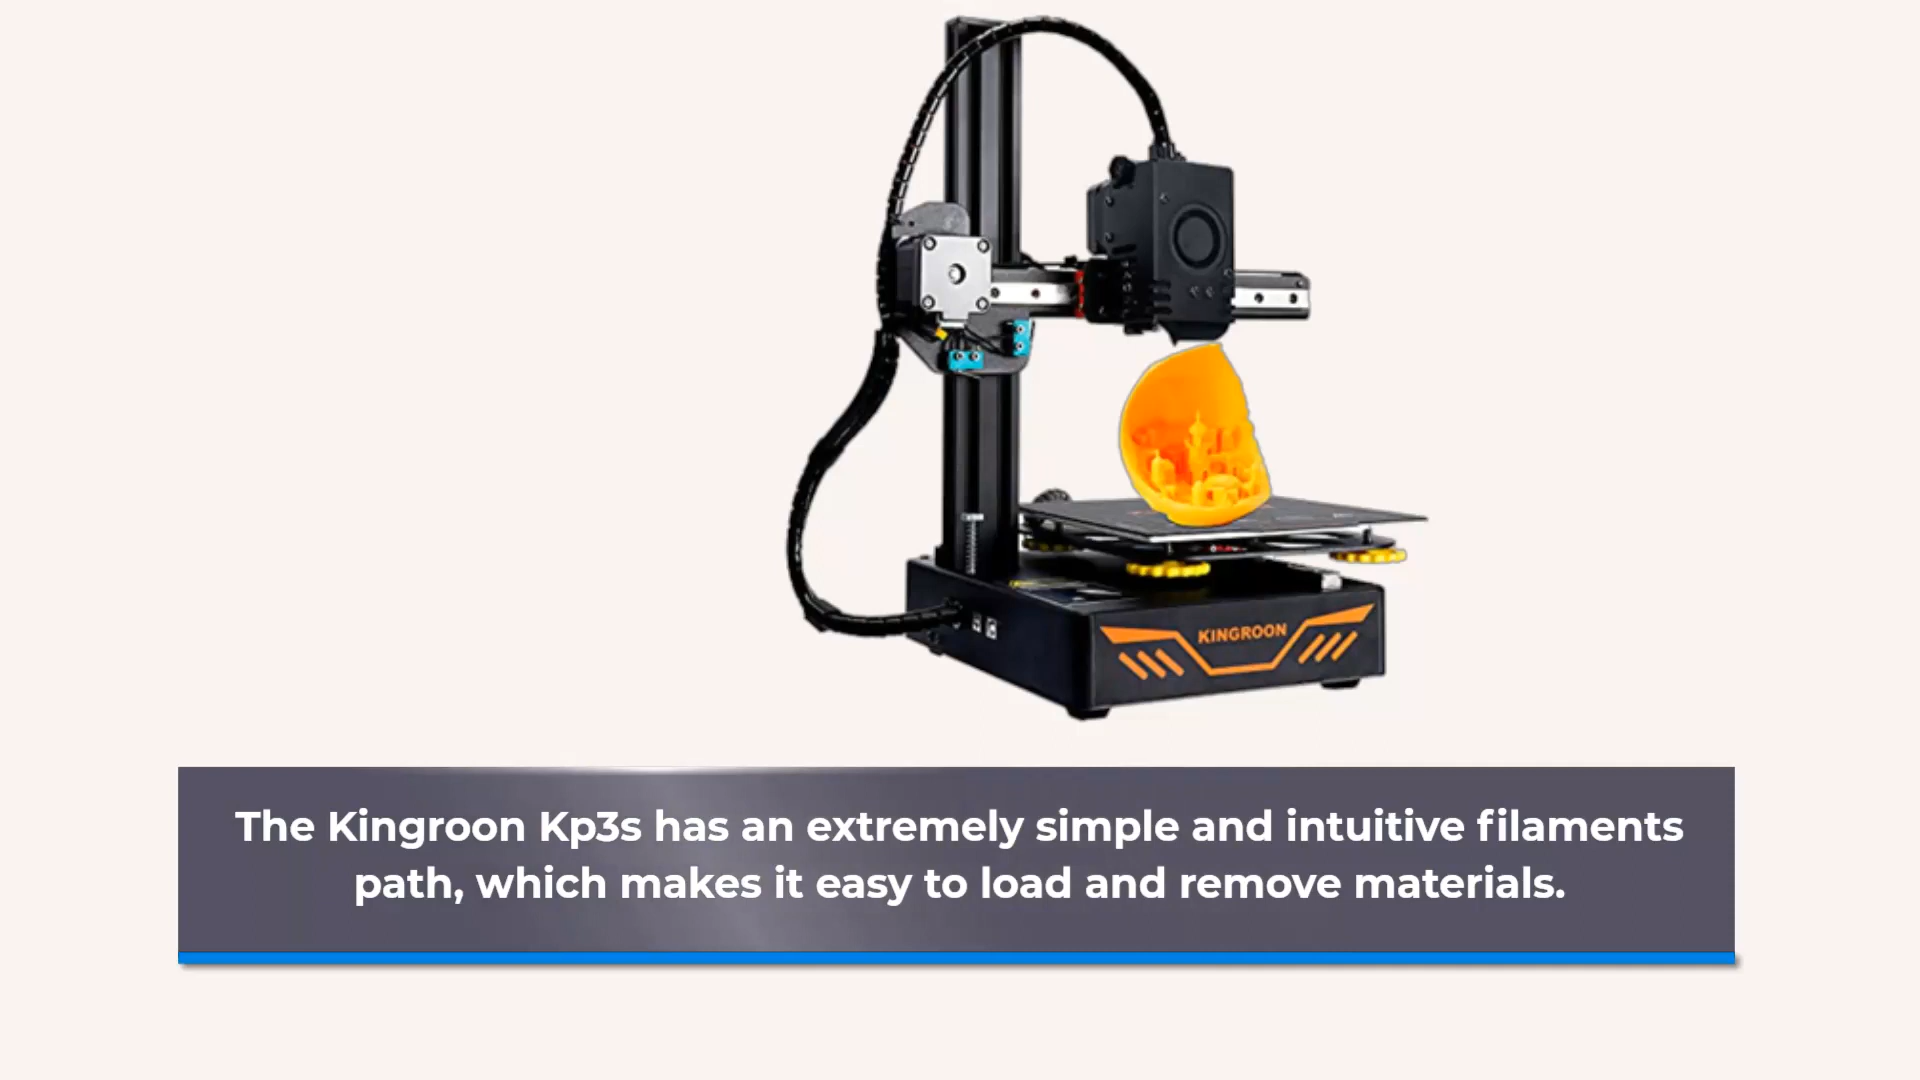 KINGROON
The Kingroon Kp3s has an extremely simple and intuitive filaments
path, which makes it easy to load and remove materials.